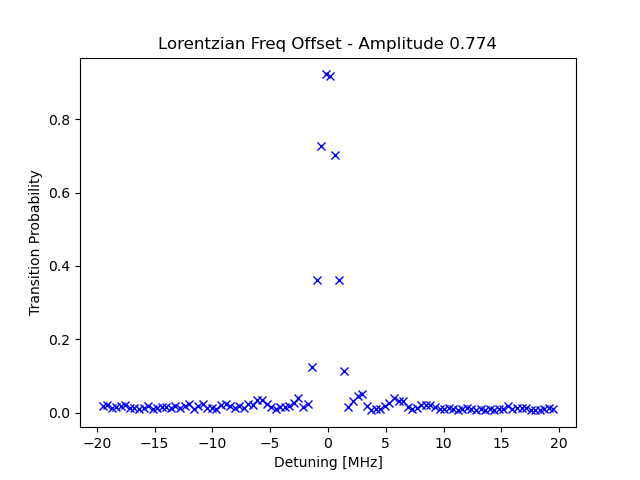 Lorentzian Freq Offset - Amplitude 0.774
Transition Probability
0.8
0.6
0.4
0.2
0.0
−20 −15 −10 −5 0 5 10 15 20
Detuning [MHz]